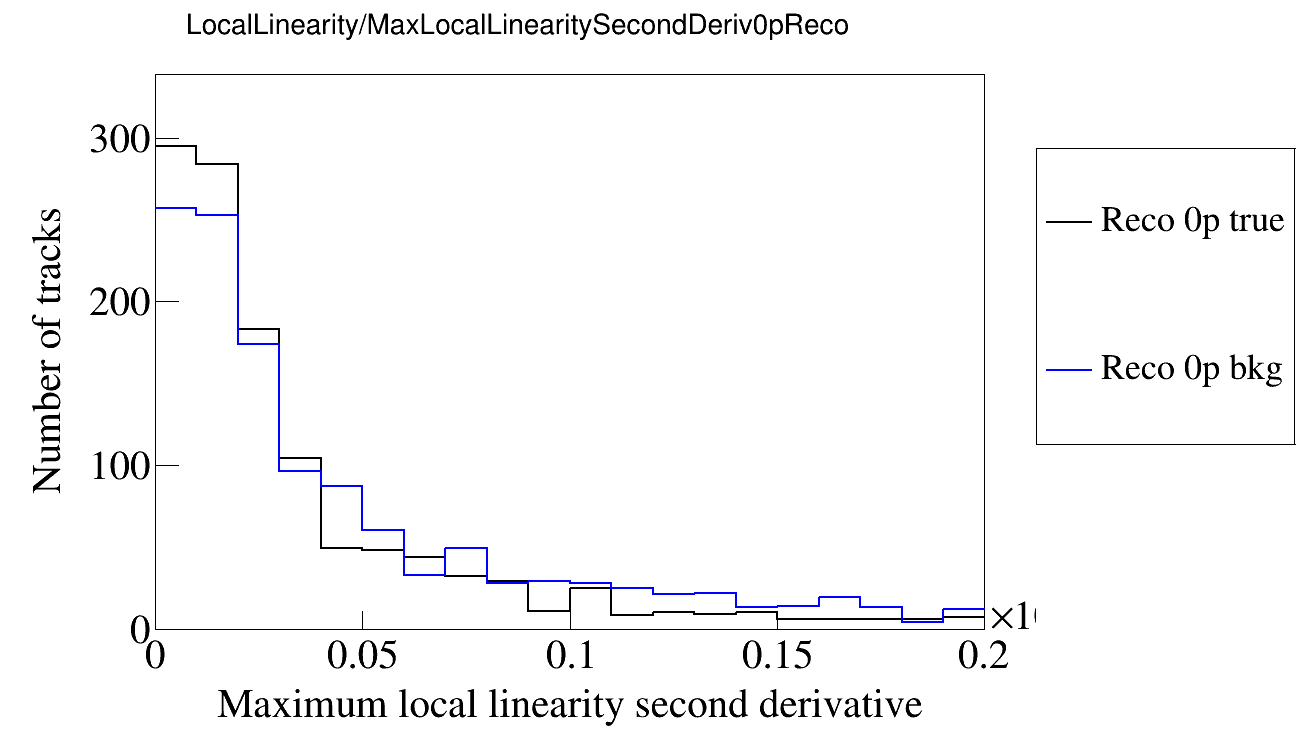 LocalLinearity/MaxLocalLinearitySecondDeriv0pReco
Number of tracks
300
200
100
0
0 0.05 0.1 0.15 0.2
Maximum local linearity second derivative
Reco 0p true
Reco 0p bkg